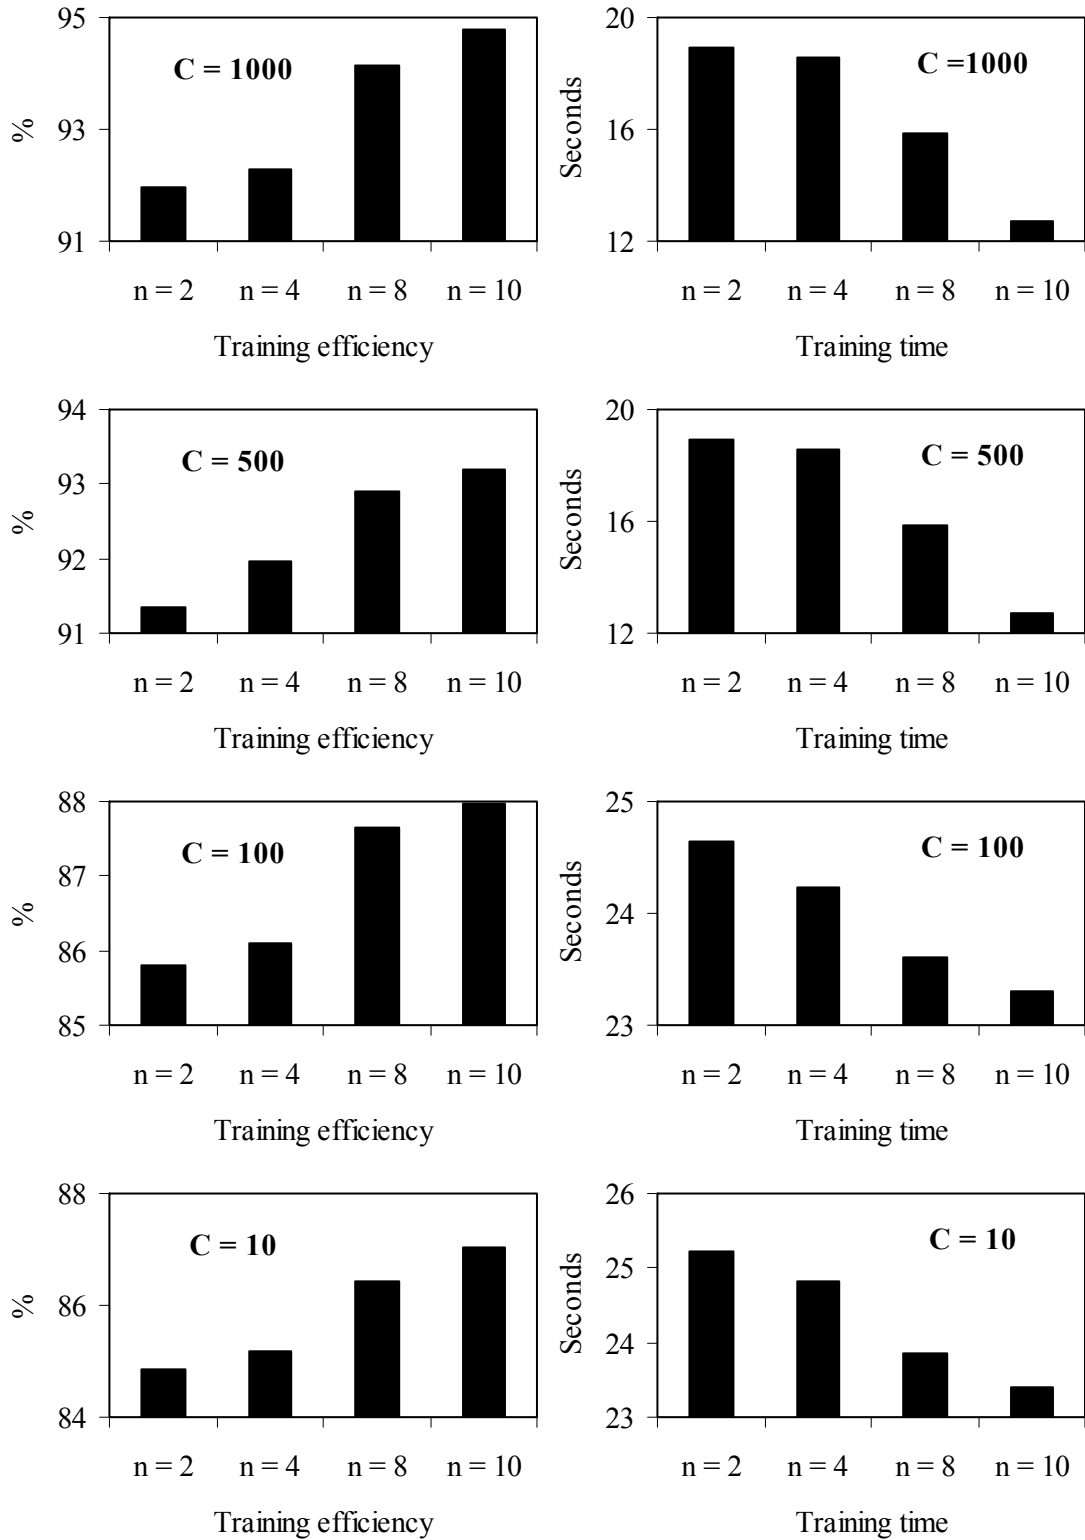 95
93
91
%
C = 1000
n = 2 n = 4 n = 8 n = 10
Training efficiency
20
16
12
Seconds
C =1000
n = 2 n = 4 n = 8 n = 10
Training time
94
93
92
91
%
C = 500
n = 2 n = 4 n = 8 n = 10
Training efficiency
20
16
12
Seconds
C = 500
n = 2 n = 4 n = 8 n = 10
Training time
88
87
86
85
%
C = 100
n = 2 n = 4 n = 8 n = 10
Training efficiency
25
24
23
Seconds
C = 100
n = 2 n = 4 n = 8 n = 10
Training time
88
86
84
%
C = 10
n = 2 n = 4 n = 8 n = 10
Training efficiency
26
25
24
23
Seconds
C = 10
n = 2 n = 4 n = 8 n = 10
Training time